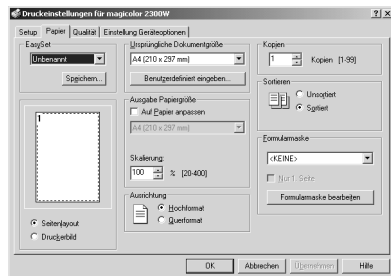 Druckeinstellungen für magicolor 2300W
Setup Papier Qualität Einstellung Geräteoptionen
EasySet
Unbenannt
Speichern...
1
Seitenlayout
Druckerbild
Ursprüngliche Dokumentgröße
A4 (210 x 297 mm)
Benutzerdefiniert eingeben...
Ausgabe Papiergröße
Auf Papier anpassen
A4 (210 x 297 mm)
Skalierung:
100 % [20-400]
Ausrichtung
Hochformat
Querformat
Kopien
1 Kopien [1-99]
Sortieren
Unsortiert
Sortiert
Formularmaske
<KEINE>
Nur 1. Seite
Formularmaske bearbeiten
OK Abbrechen Übernehmen Hilfe